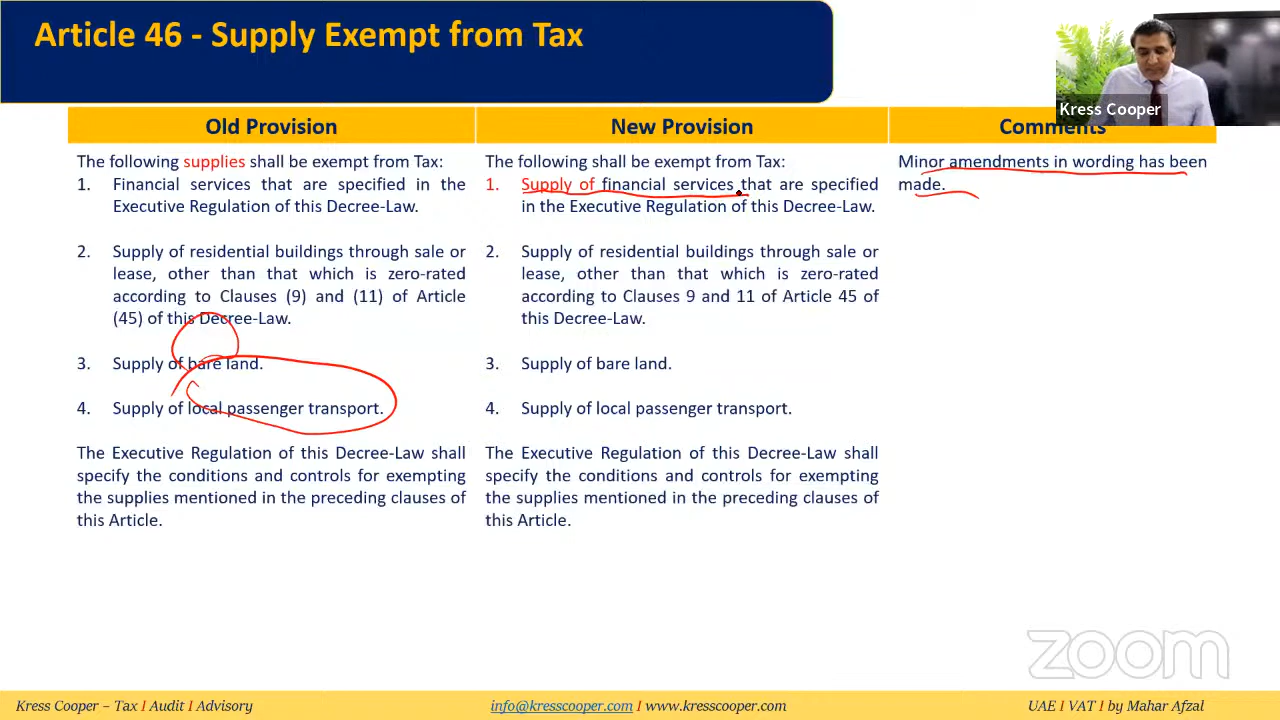 Article 46 - Supply Exempt from Tax
Kress Cooper
Old Provision
New Provision
Comments
The following supplies shall be exempt from Tax:
1. Financial services that are specified in the
Executive Regulation of this Decree-Law.
2. Supply of residential buildings through sale or
lease, other than that which is zero-rated
according to Clauses (9) and (11) of Article
(45) of this Decree-Law.
3. Supply of bare land.
4. Supply of local passenger transport.
The Executive Regulation of this Decree-Law shall
specify the conditions and controls for exempting
the supplies mentioned in the preceding clauses of
this Article.
The following shall be exempt from Tax:
1. Supply of financial services that are specified
in the Executive Regulation of this Decree-Law.
2. Supply of residential buildings through sale or
lease, other than that which is zero-rated
according to Clauses 9 and 11 of Article 45 of
this Decree-Law.
3. Supply of bare land.
4. Supply of local passenger transport.
The Executive Regulation of this Decree-Law shall
specify the conditions and controls for exempting
the supplies mentioned in the preceding clauses of
this Article.
Minor amendments in wording has been
made.
zoom
Kress Cooper – Tax I Audit I Advisory
info@kresscooper.com I www.kresscooper.com
UAE I VAT I by Mahar Afzal